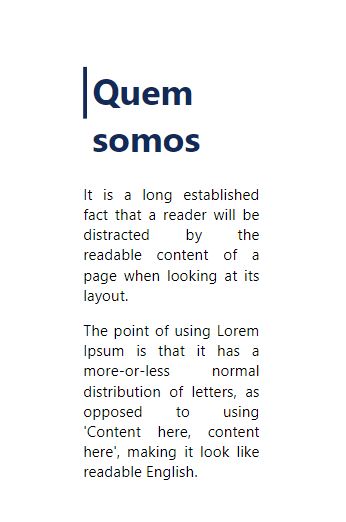 Quem
somos
It is a long established
fact that a reader will be
distracted by the
readable content of a
page when looking at its
layout.
The point of using Lorem
Ipsum is that it has a
more-or-less normal
distribution of letters, as
opposed to using
'Content here, content
here', making it look like
readable English.